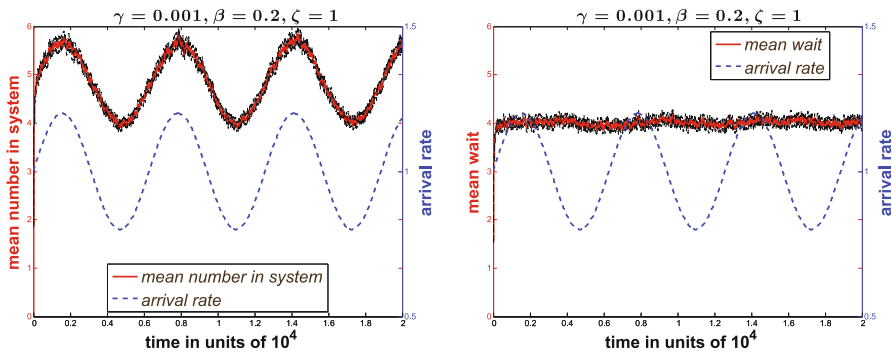 γ = 0.001, β = 0.2, ζ = 1
mean number in system
6
5
4
3
2
1
0
1.5
1
0.5
arrival rate
mean number in system
arrival rate
0 0.2 0.4 0.6 0.8 1 1.2 1.4 1.6 1.8 2
time in units of 10⁴
γ = 0.001, β = 0.2, ζ = 1
mean wait
6
5
4
3
2
1
0
1.5
1
0.5
arrival rate
mean wait
arrival rate
0 0.2 0.4 0.6 0.8 1 1.2 1.4 1.6 1.8 2
time in units of 10⁴